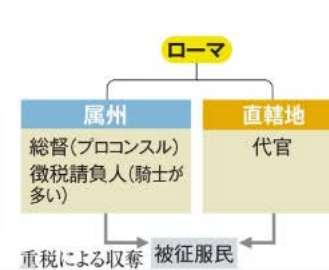 ローマ
属州
総督(プロコンスル)
徴税請負人(騎士が
多い)
直轄地
代官
重税による収奪
被征服民